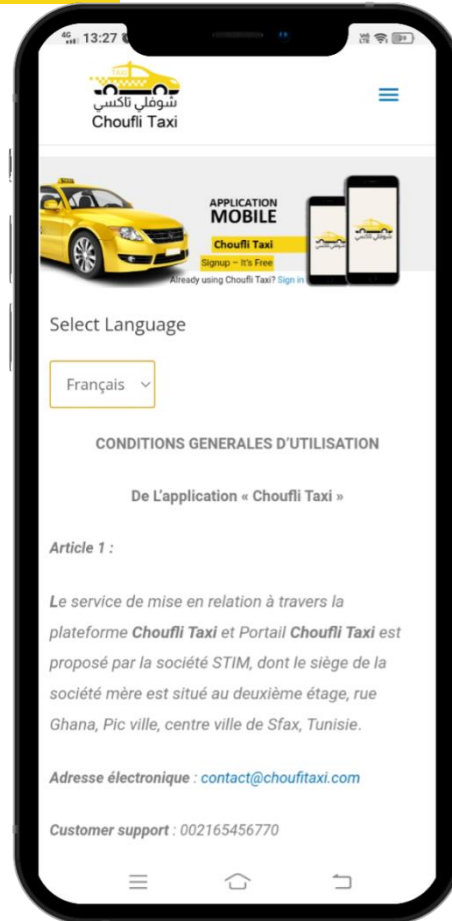 4G 13:27
TAXI
شوفلي تاكسي
Choufli Taxi
APPLICATION
MOBILE
Choufli Taxi
Signup – It's Free
Already using Choufli Taxi? Sign in
Select Language
Français
CONDITIONS GENERALES D'UTILISATION
De L'application « Choufli Taxi »
Article 1 :
Le service de mise en relation à travers la
plateforme Choufli Taxi et Portail Choufli Taxi est
proposé par la société STIM, dont le siège de la
société mère est situé au deuxième étage, rue
Ghana, Pic ville, centre ville de Sfax, Tunisie.
Adresse électronique : contact@choufitaxi.com
Customer support : 002165456770